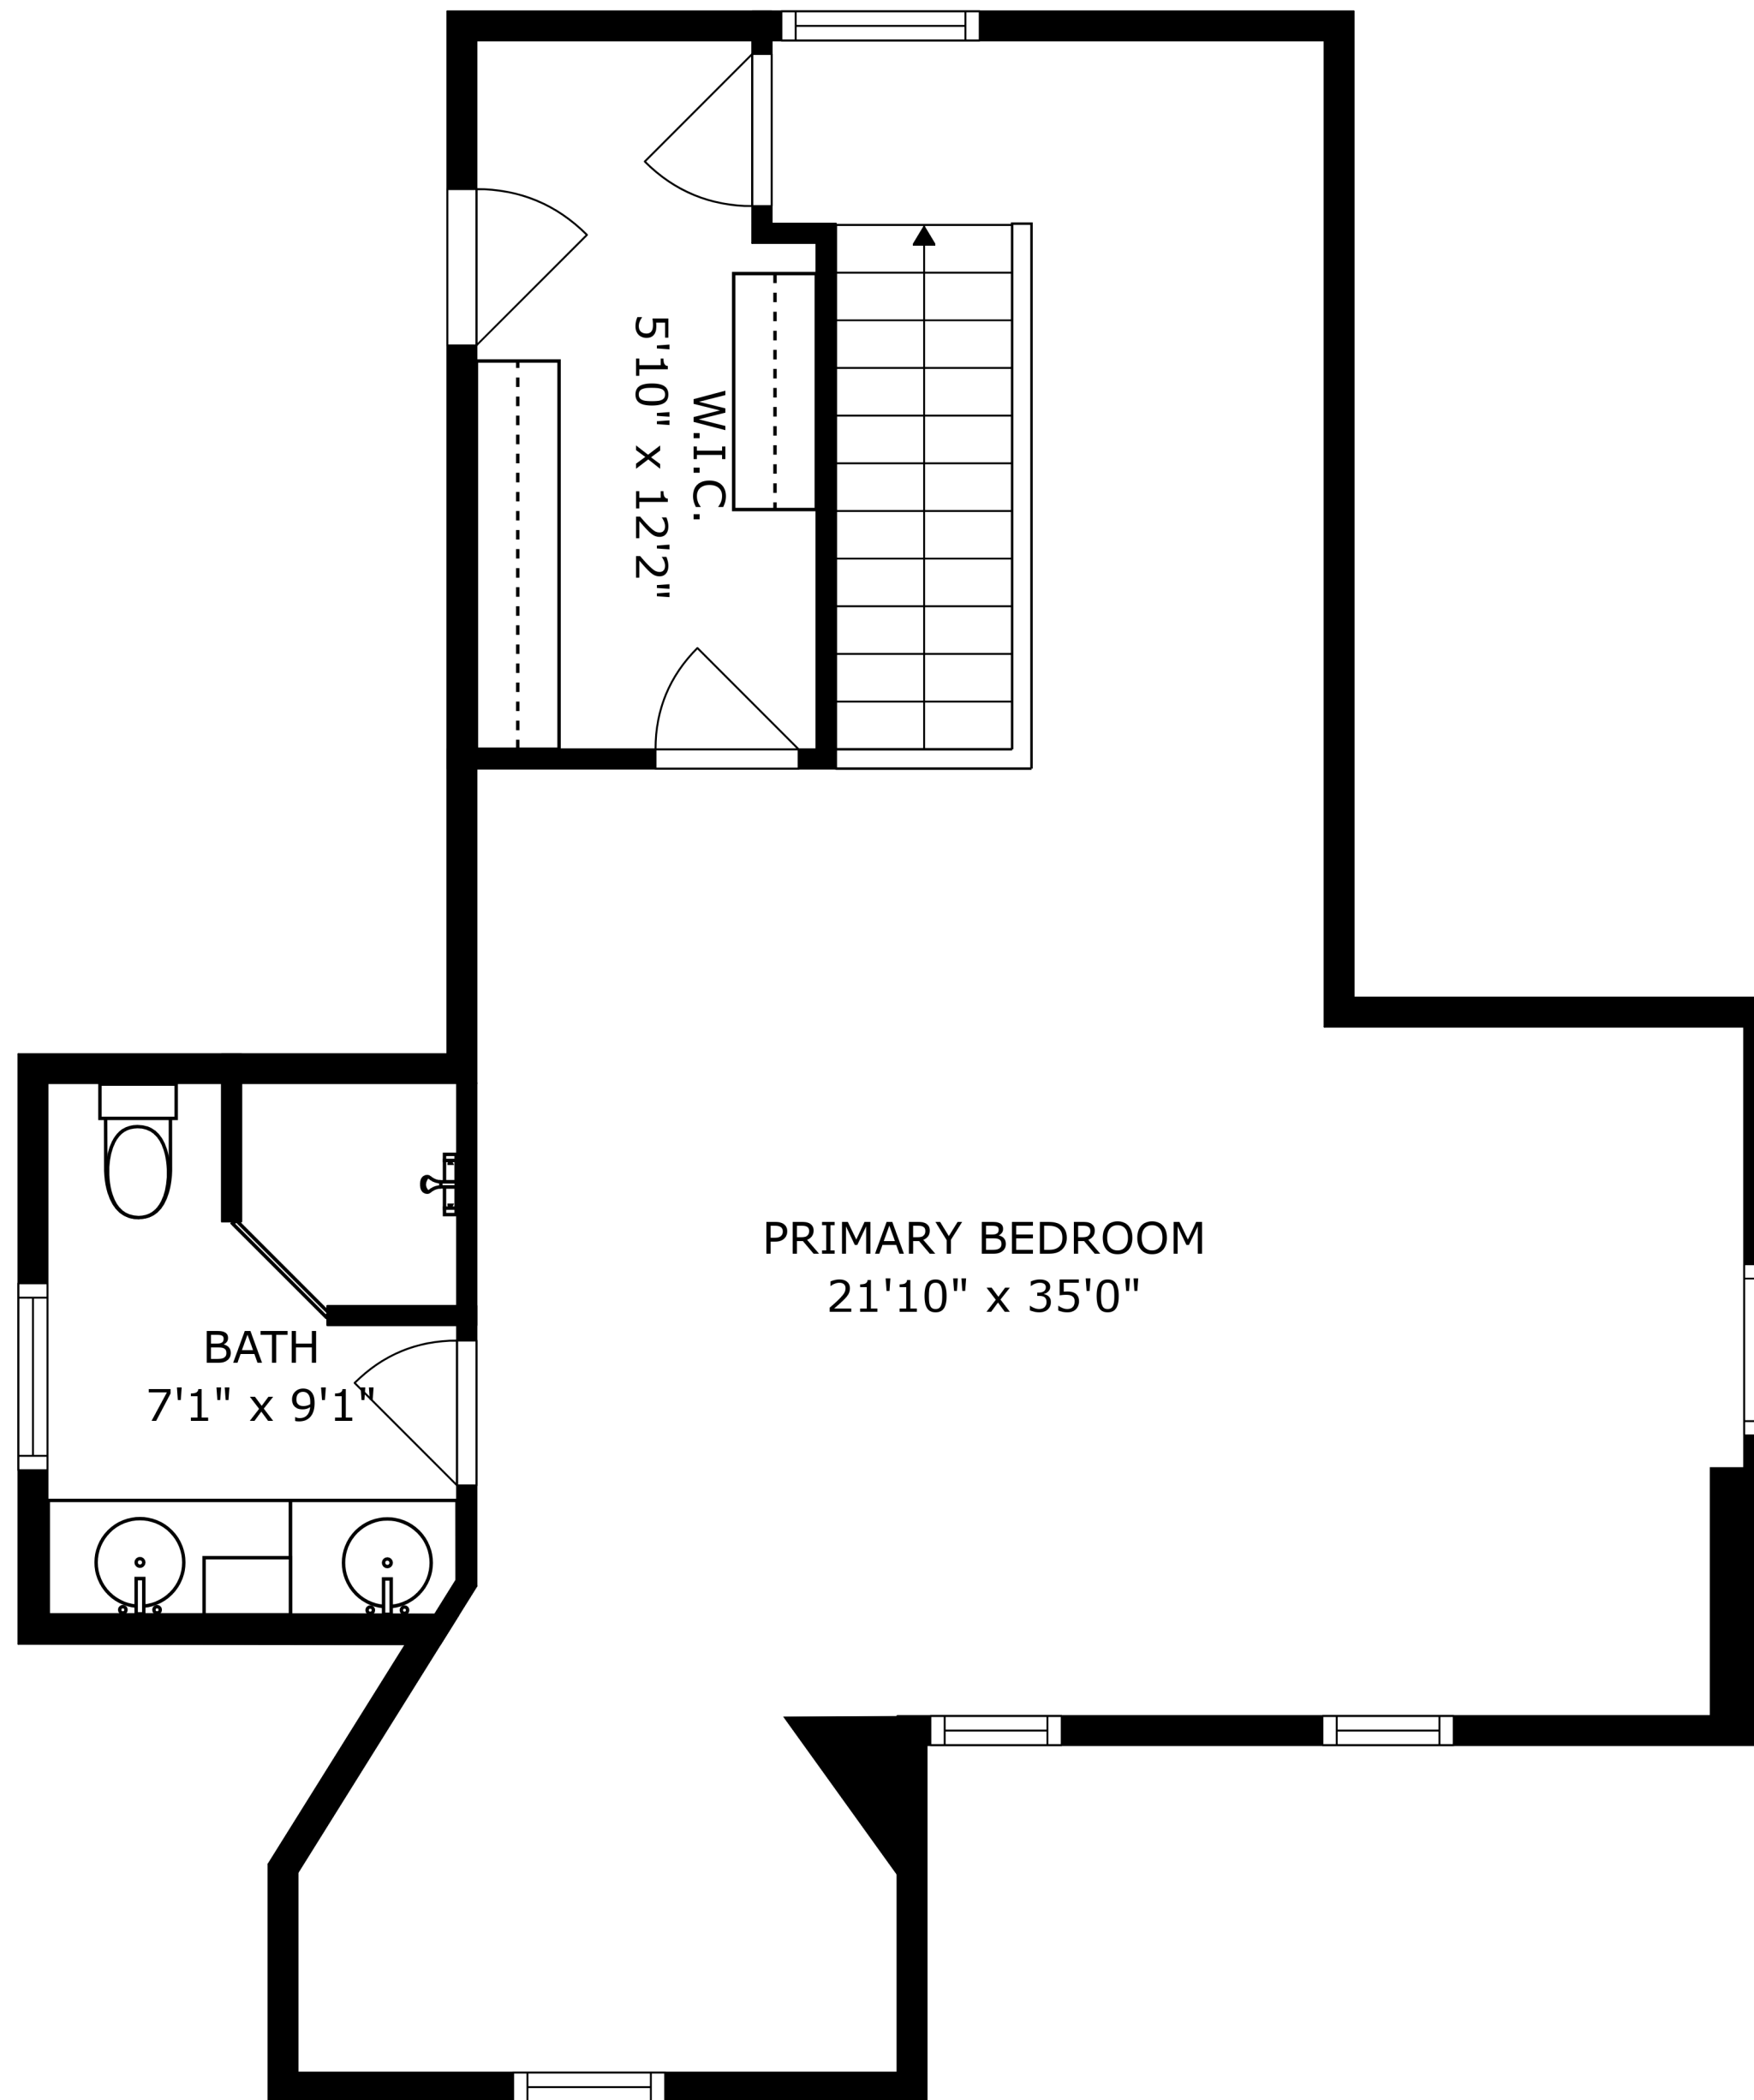 W.I.C.
5'10" x 12'2"
PRIMARY BEDROOM
21'10" x 35'0"
BATH
7'1" x 9'1"